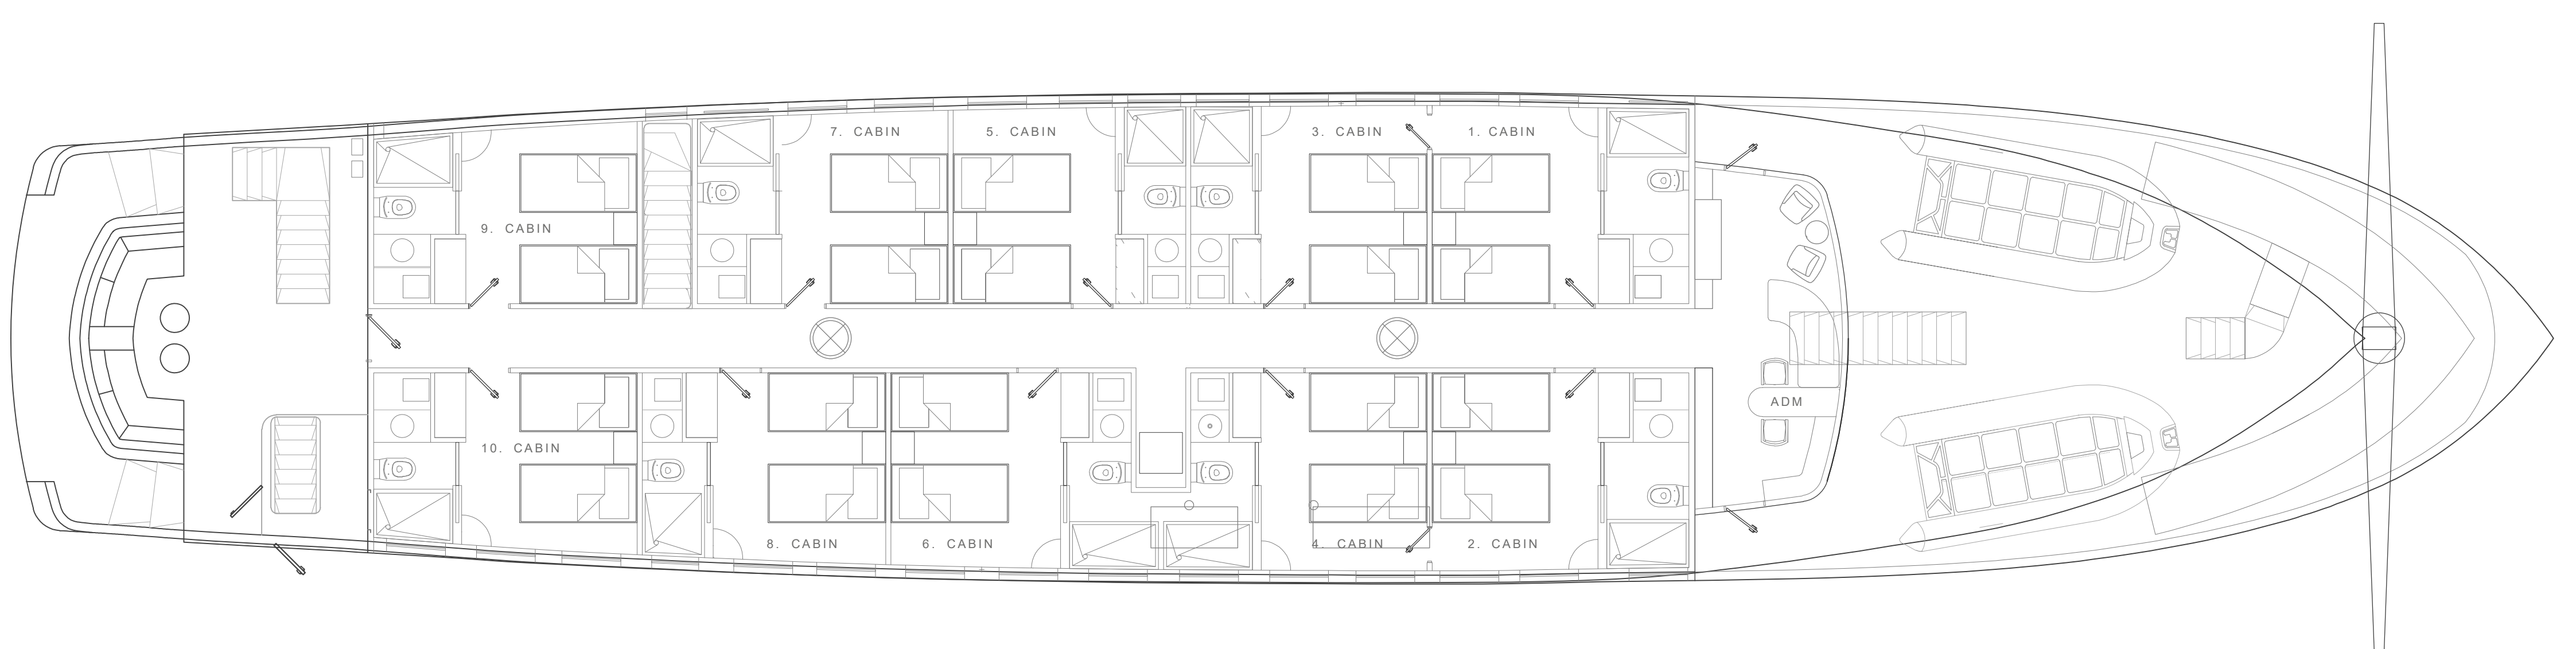 7. CABIN
5. CABIN
3. CABIN
1. CABIN
9. CABIN
ADM
10. CABIN
8. CABIN
6. CABIN
4. CABIN
2. CABIN